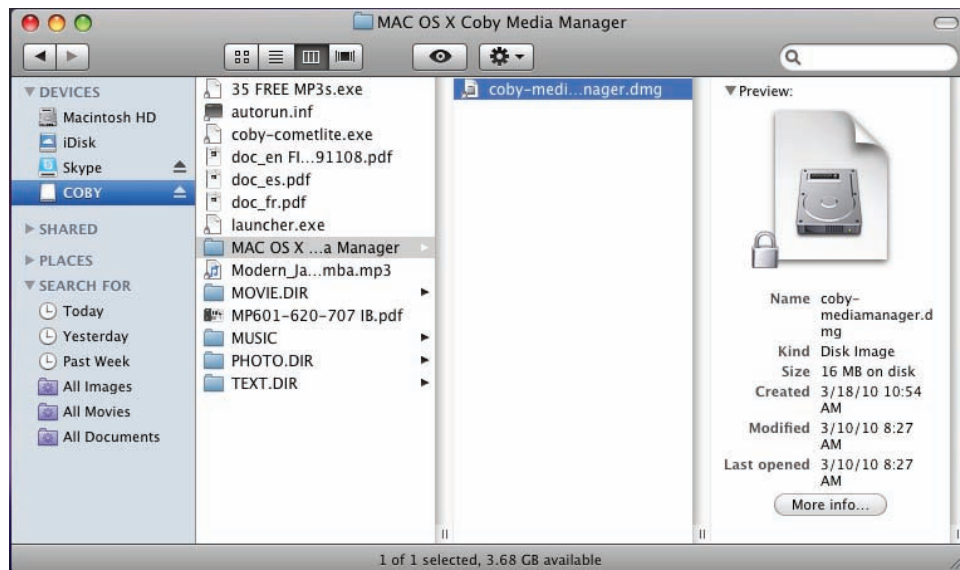 MAC OS X Coby Media Manager
DEVICES
Macintosh HD
iDisk
Skype
COBY
SHARED
PLACES
SEARCH FOR
Today
Yesterday
Past Week
All Images
All Movies
All Documents
35 FREE MP3s.exe
autorun.inf
coby-cometlite.exe
doc_en FI...91108.pdf
doc_es.pdf
doc_fr.pdf
launcher.exe
MAC OS X ...a Manager
Modern_Ja...mba.mp3
MOVIE.DIR
MP601-620-707 IB.pdf
MUSIC
PHOTO.DIR
TEXT.DIR
coby-medi...nager.dmg
Preview:
Name coby-
mediamanager.d
mg
Kind Disk Image
Size 16 MB on disk
Created 3/18/10 10:54
AM
Modified 3/10/10 8:27
AM
Last opened 3/10/10 8:27
AM
More info...
1 of 1 selected, 3.68 GB available